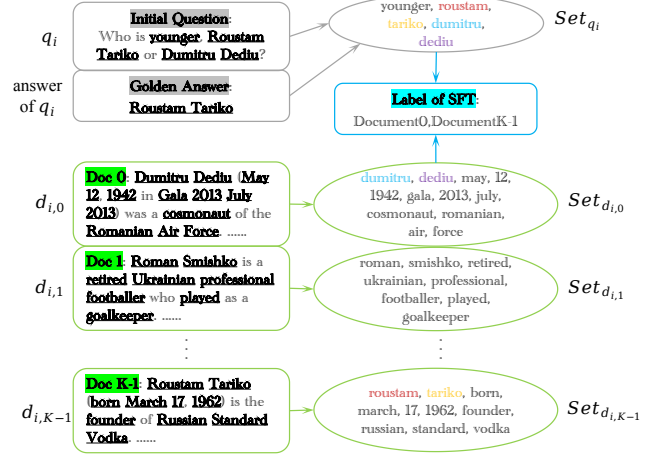 q_i
Initial Question:
Who is younger, Roustam
Tariko or Dumitru Dediu?
younger, roustam,
tariko, dumitru,
dediu
Set_{q_i}
answer
of q_i
Golden Answer:
Roustam Tariko
Label of SFT:
Document0,DocumentK-1
d_{i,0}
Doc 0: Dumitru Dediu (May
12, 1942 in Gala 2013 July
2013) was a cosmonaut of the
Romanian Air Force. ......
dumitru, dediu, may, 12,
1942, gala, 2013, july,
cosmonaut, romanian,
air, force
Set_{d_{i,0}}
d_{i,1}
Doc 1: Roman Smishko is a
retired Ukrainian professional
footballer who played as a
goalkeeper. ......
roman, smishko, retired,
ukrainian, professional,
footballer, played,
goalkeeper
Set_{d_{i,1}}
d_{i,K-1}
Doc K-1: Roustam Tariko
(born March 17, 1962) is the
founder of Russian Standard
Vodka. ......
roustam, tariko, born,
march, 17, 1962, founder,
russian, standard, vodka
Set_{d_{i,K-1}}